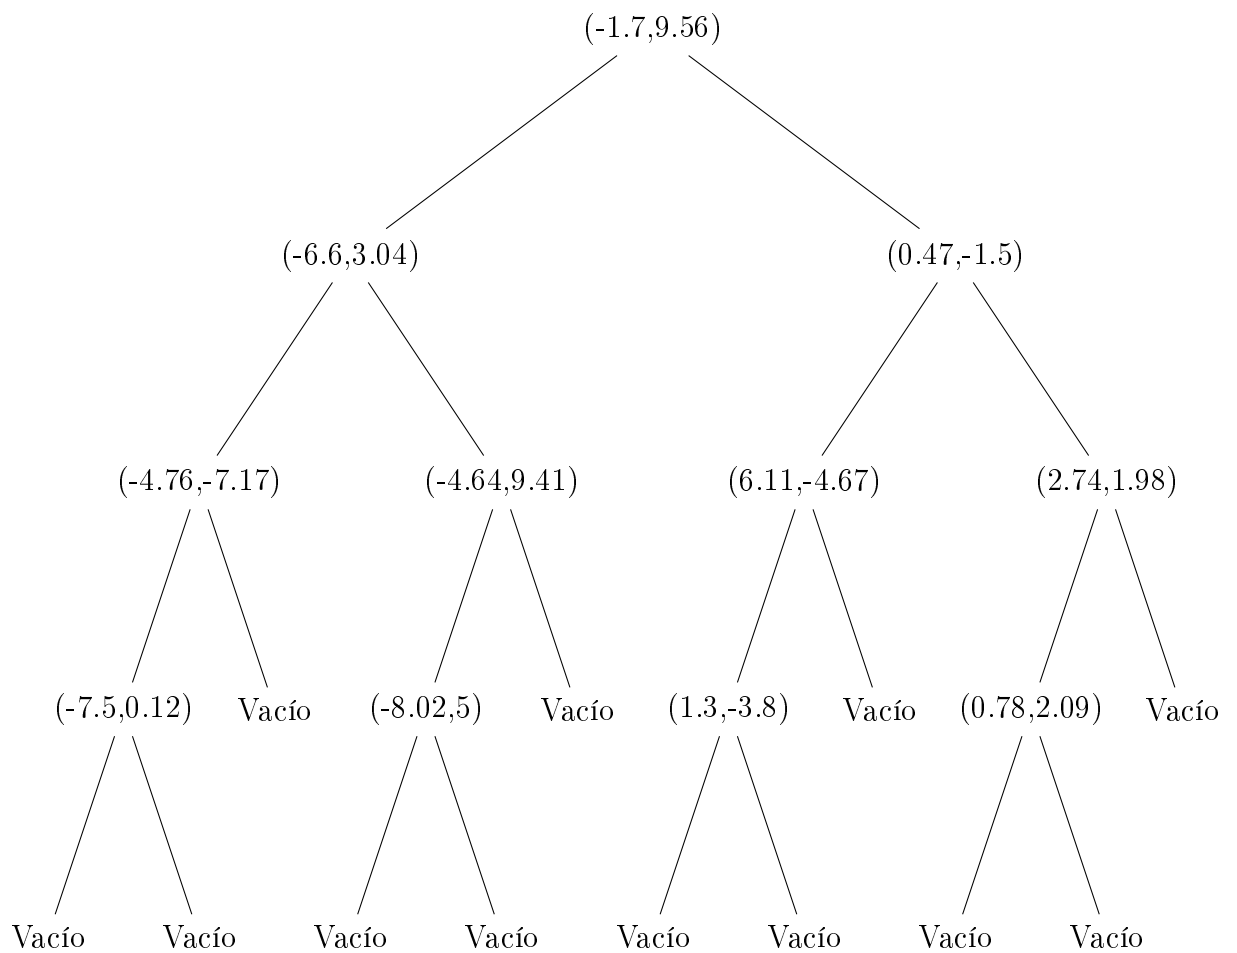 (-1.7,9.56)
(-6.6,3.04) (0.47,-1.5)
(-4.76,-7.17) (-4.64,9.41) (6.11,-4.67) (2.74,1.98)
(-7.5,0.12) Vacío (-8.02,5) Vacío (1.3,-3.8) Vacío (0.78,2.09) Vacío
Vacío Vacío Vacío Vacío Vacío Vacío Vacío Vacío